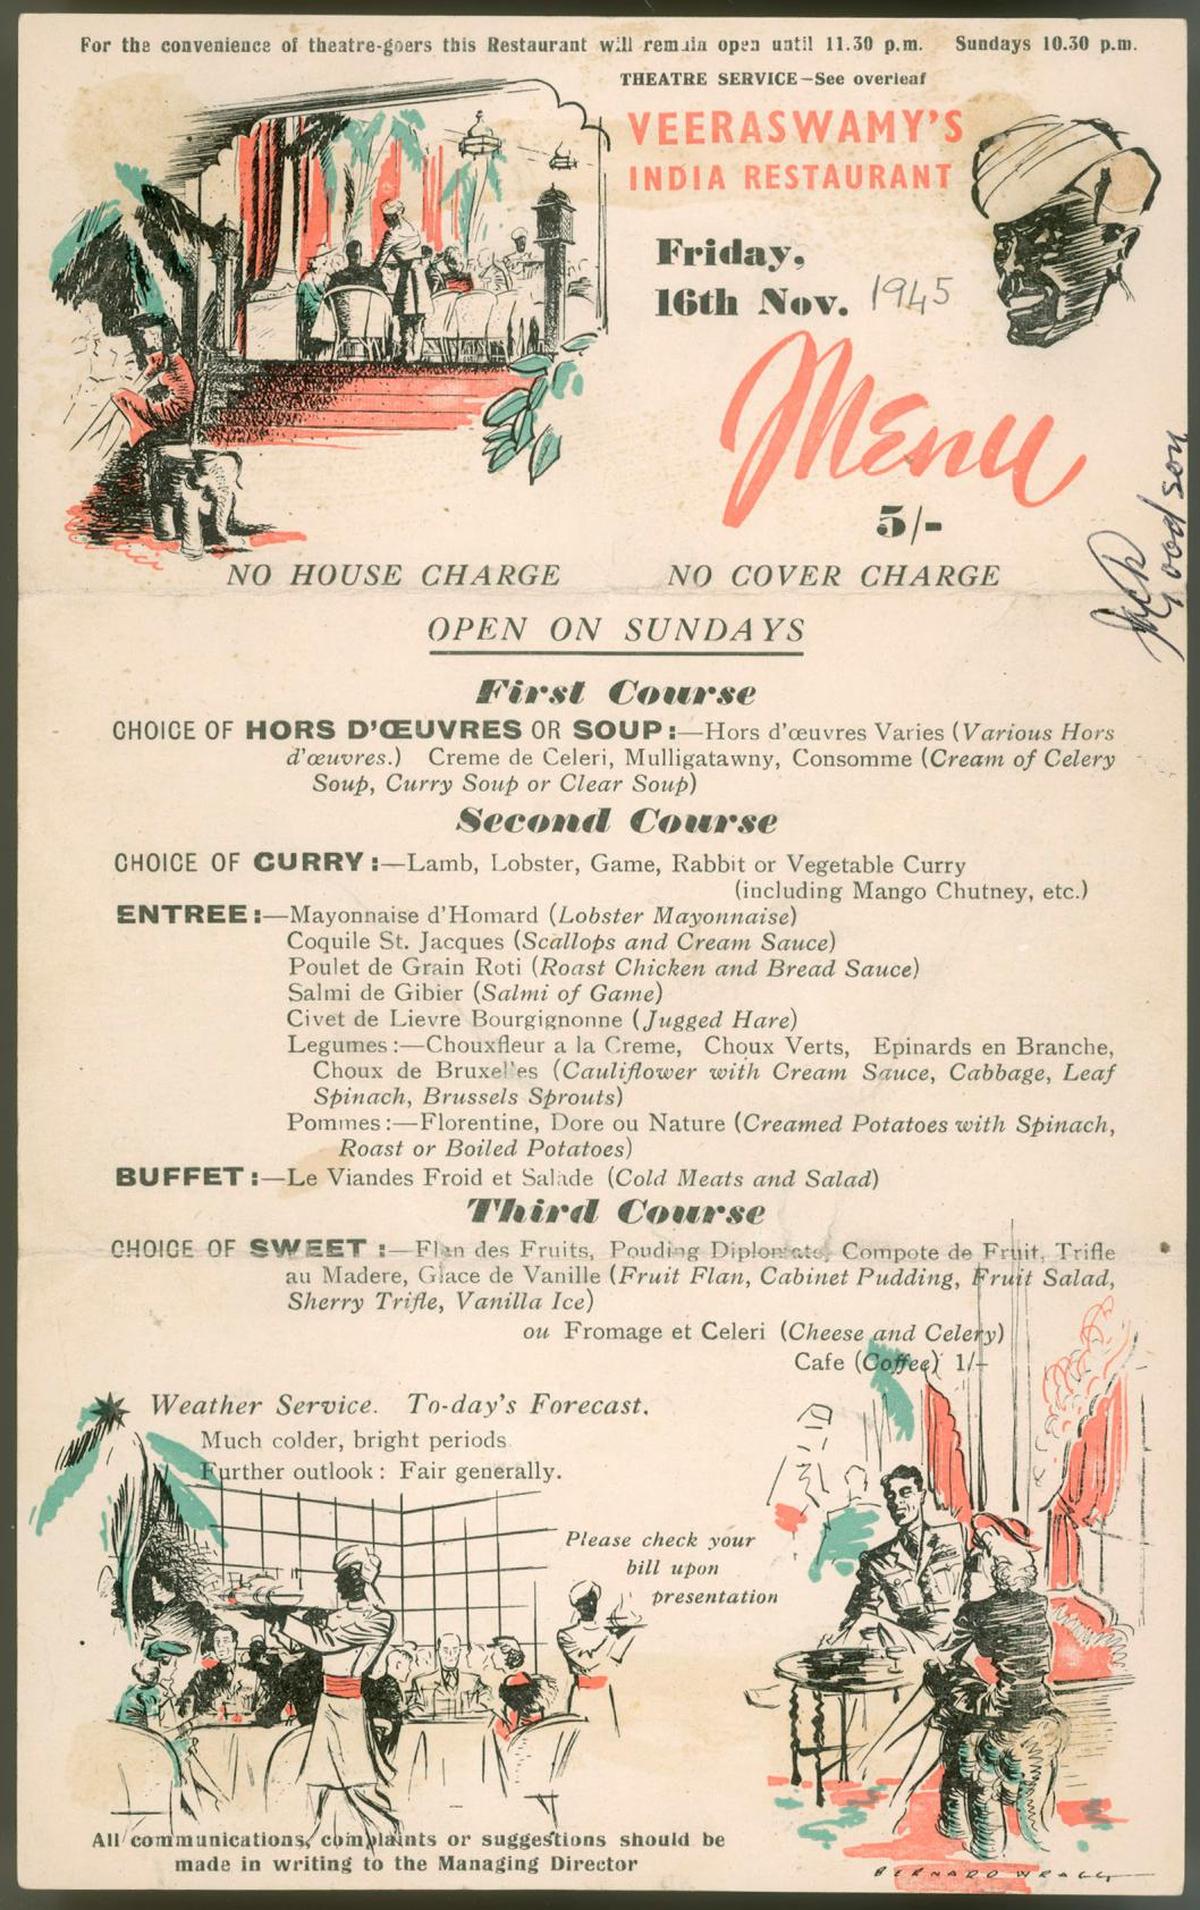 For the convenience of theatre-goers this Restaurant will remain open until 11.30 p.m. Sundays 10.30 p.m.
THEATRE SERVICE—See overleaf
VEERASWAMY'S
INDIA RESTAURANT
Friday,
16th Nov. 1945
Menu
5/-
Jack
Goodson
NO HOUSE CHARGE NO COVER CHARGE
OPEN ON SUNDAYS
First Course
CHOICE OF HORS D'ŒUVRES OR SOUP:—Hors d'œuvres Varies (Various Hors
d'œuvres.) Creme de Celeri, Mulligatawny, Consomme (Cream of Celery
Soup, Curry Soup or Clear Soup)
Second Course
CHOICE OF CURRY:—Lamb, Lobster, Game, Rabbit or Vegetable Curry
(including Mango Chutney, etc.)
ENTREE:—Mayonnaise d'Homard (Lobster Mayonnaise)
Coquile St. Jacques (Scallops and Cream Sauce)
Poulet de Grain Roti (Roast Chicken and Bread Sauce)
Salmi de Gibier (Salmi of Game)
Civet de Lievre Bourgignonne (Jugged Hare)
Legumes:—Chouxfleur a la Creme, Choux Verts, Epinards en Branche,
Choux de Bruxelles (Cauliflower with Cream Sauce, Cabbage, Leaf
Spinach, Brussels Sprouts)
Pommes:—Florentine, Dore ou Nature (Creamed Potatoes with Spinach,
Roast or Boiled Potatoes)
BUFFET:—Le Viandes Froid et Salade (Cold Meats and Salad)
Third Course
CHOICE OF SWEET:—Flan des Fruits, Pouding Diplomate, Compote de Fruit, Trifle
au Madere, Glace de Vanille (Fruit Flan, Cabinet Pudding, Fruit Salad,
Sherry Trifle, Vanilla Ice)
ou Fromage et Celeri (Cheese and Celery)
Cafe (Coffee) 1/-
Weather Service. To-day's Forecast.
Much colder, bright periods
Further outlook: Fair generally.
Please check your
bill upon
presentation
All communications, complaints or suggestions should be
made in writing to the Managing Director
BERNARD WRAGG